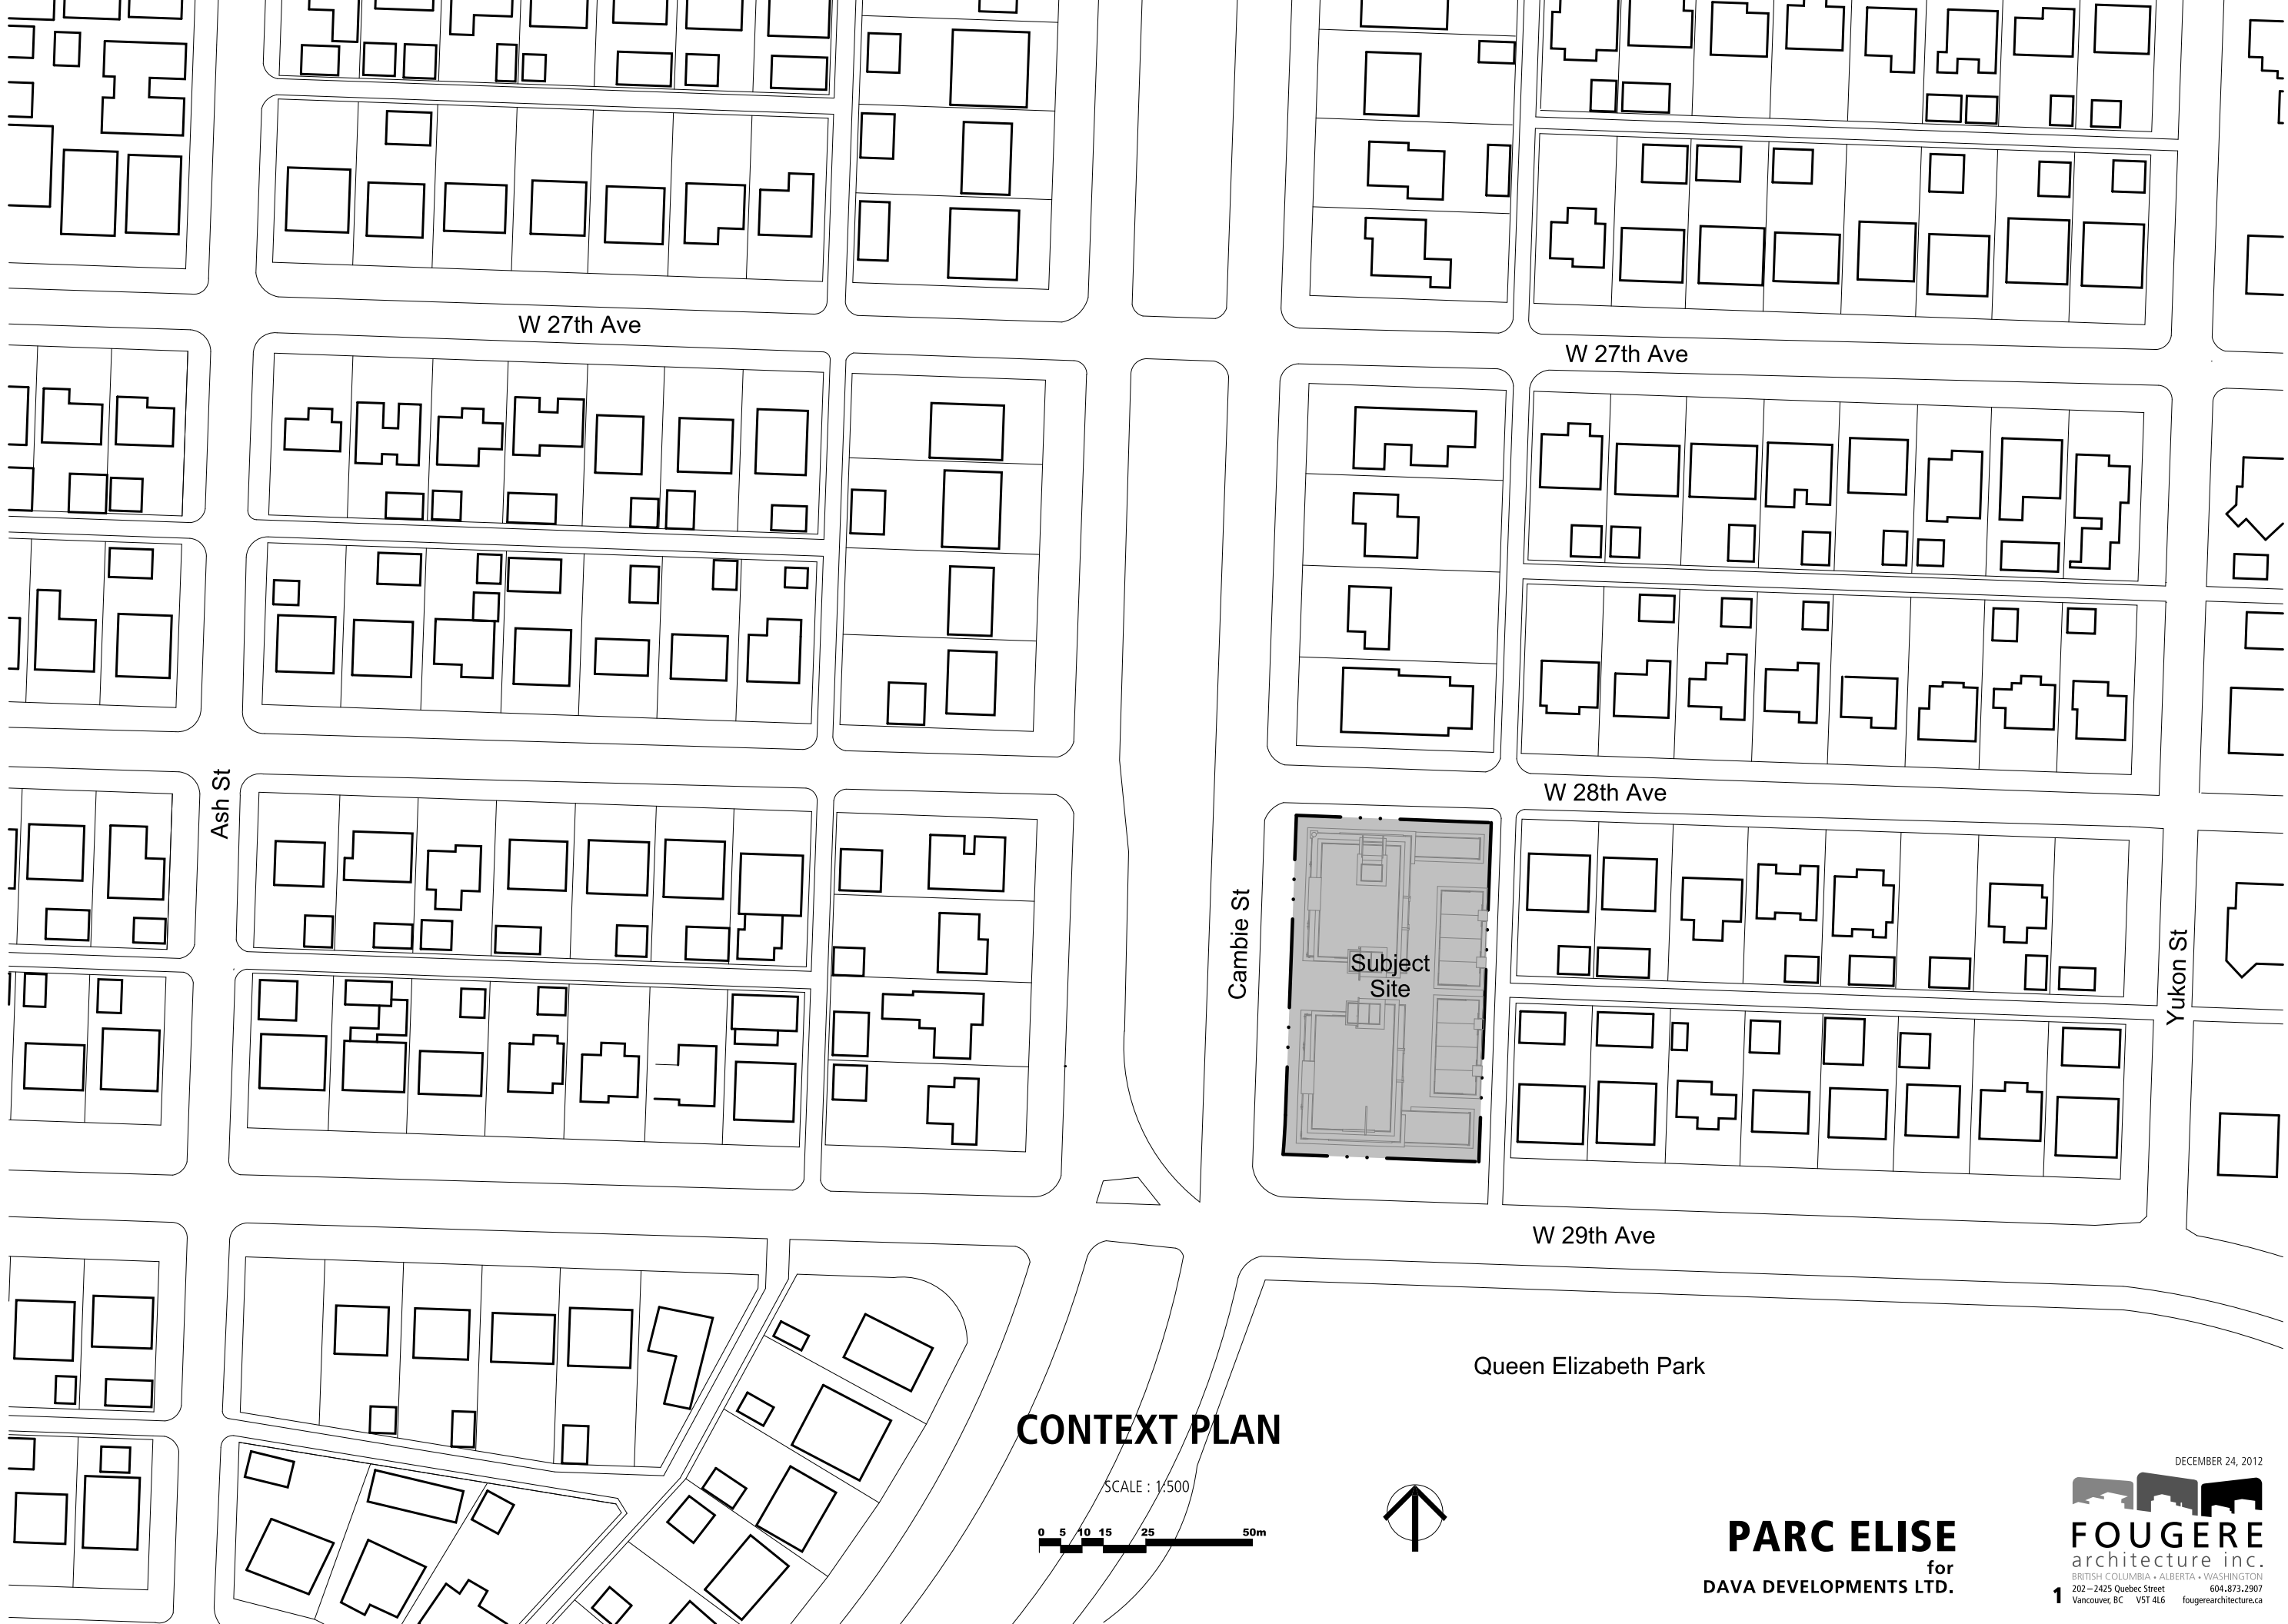 W 27th Ave
W 27th Ave
Ash St
W 28th Ave
Cambie St
Subject
Site
Yukon St
W 29th Ave
Queen Elizabeth Park
CONTEXT PLAN
SCALE : 1:500
0 5 10 15 25 50m
PARC ELISE
for
DAVA DEVELOPMENTS LTD.
DECEMBER 24, 2012
FOUGERE
architecture inc.
BRITISH COLUMBIA • ALBERTA • WASHINGTON
202 – 2425 Quebec Street 604.873.2907
Vancouver, BC V5T 4L6 fougerearchitecture.ca
1